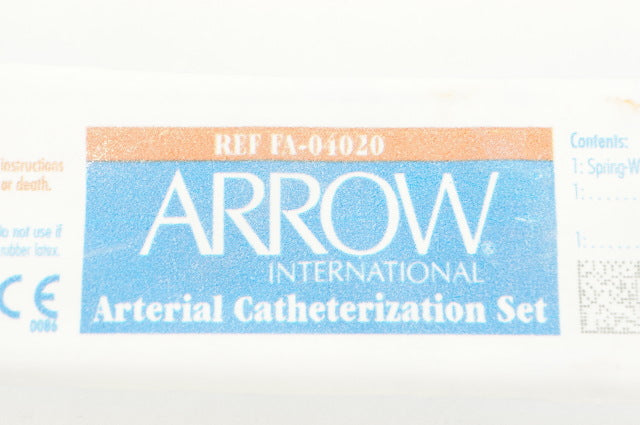 REF FA-04020
ARROW®
INTERNATIONAL
Arterial Catheterization Set
instructions
or death.
do not use if
rubber latex.
CE
0086
Contents:
1: Spring-W
1:......
1:.....